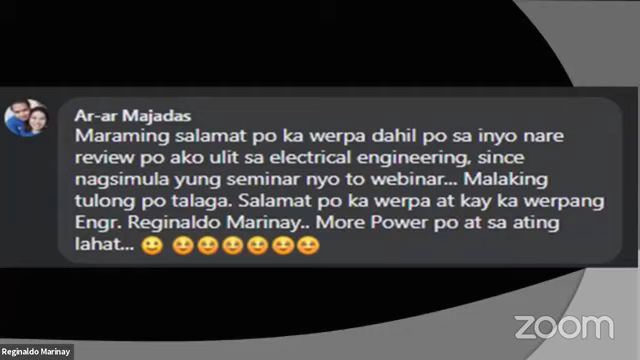 Ar-ar Majadas
Maraming salamat po ka werpa dahil po sa inyo nare
review po ako ulit sa electrical engineering, since
nagsimula yung seminar nyo to webinar... Malaking
tulong po talaga. Salamat po ka werpa at kay ka werpang
Engr. Reginaldo Marinay.. More Power po at sa ating
lahat... 😀 😊😊😊😊😊😊
zoom
Reginaldo Marinay